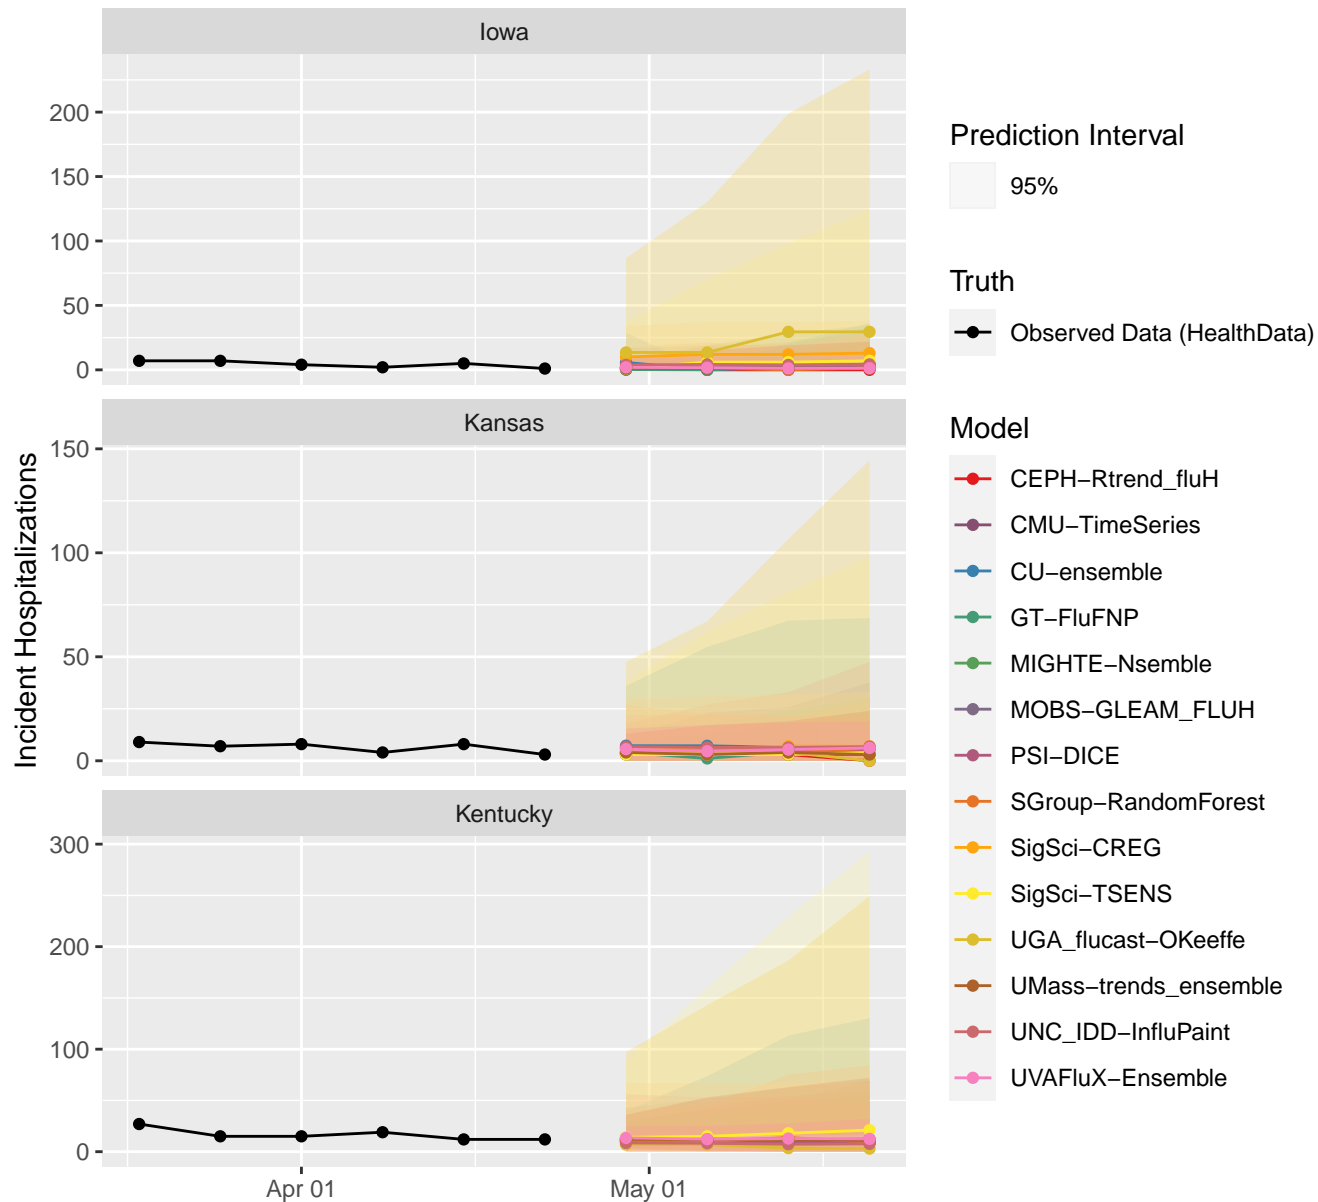 Iowa
200
150
100
50
0
Kansas
150
100
50
0
Kentucky
300
200
100
0
Apr 01
May 01
Incident Hospitalizations
Prediction Interval
95%
Truth
Observed Data (HealthData)
Model
CEPH−Rtrend_fluH
CMU−TimeSeries
CU−ensemble
GT−FluFNP
MIGHTE−Nsemble
MOBS−GLEAM_FLUH
PSI−DICE
SGroup−RandomForest
SigSci−CREG
SigSci−TSENS
UGA_flucast−OKeeffe
UMass−trends_ensemble
UNC_IDD−InfluPaint
UVAFluX−Ensemble